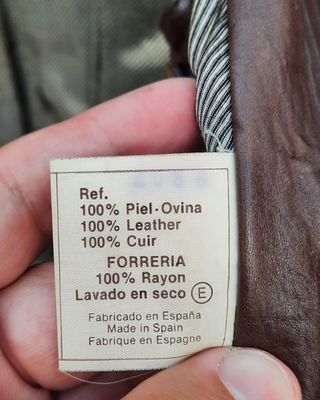 Ref.
100% Piel-Ovina
100% Leather
100% Cuir
FORRERIA
100% Rayon
Lavado en seco Ⓔ
Fabricado en España
Made in Spain
Fabrique en Espagne